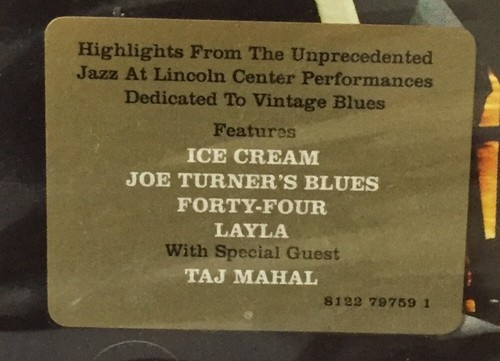 Highlights From The Unprecedented
Jazz At Lincoln Center Performances
Dedicated To Vintage Blues
Features
ICE CREAM
JOE TURNER'S BLUES
FORTY-FOUR
LAYLA
With Special Guest
TAJ MAHAL
8122 79759 1